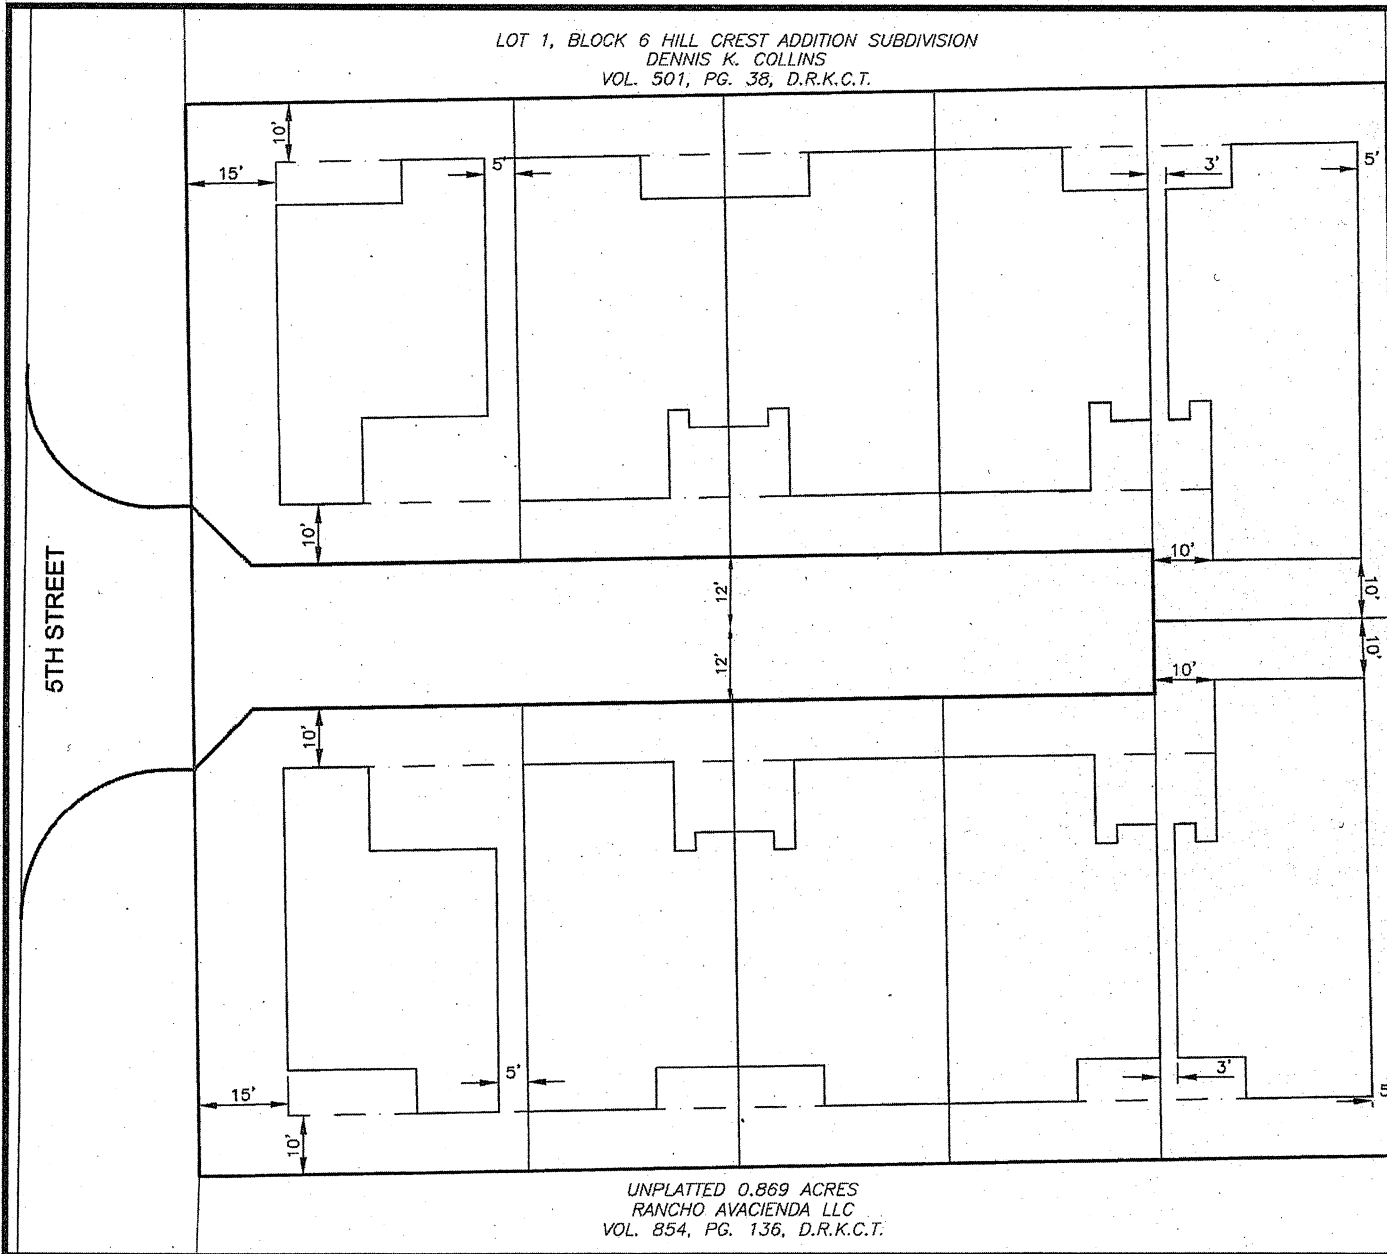 LOT 1, BLOCK 6 HILL CREST ADDITION SUBDIVISION
DENNIS K. COLLINS
VOL. 501, PG. 38, D.R.K.C.T.
10'
15'
5'
3'
5'
10'
10'
10'
12'
12'
10'
10'
5TH STREET
10'
15'
5'
3'
5'
10'
UNPLATTED 0.869 ACRES
RANCHO AVACIENDA LLC
VOL. 854, PG. 136, D.R.K.C.T.